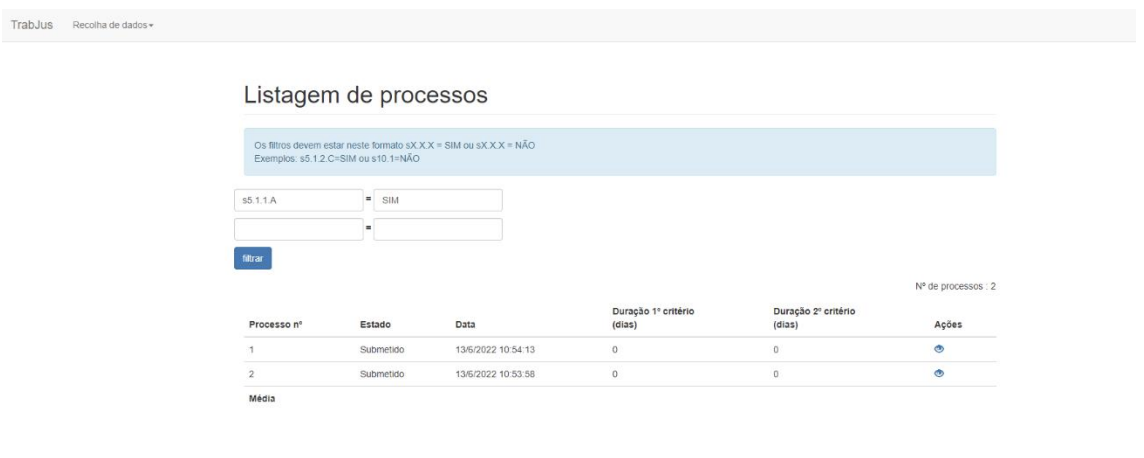 TrabJus Recolha de dados
Listagem de processos
Os filtros devem estar neste formato sX.X.X = SIM ou sX.X.X = NÃO
Exemplos: s5.1.2.C=SIM ou s10.1=NÃO
s5.1.1.A = SIM
=
filtrar
Nº de processos : 2
Processo nº Estado Data Duração 1º critério (dias) Duração 2º critério (dias) Ações
1 Submetido 13/6/2022 10:54:13 0 0
2 Submetido 13/6/2022 10:53:58 0 0
Média